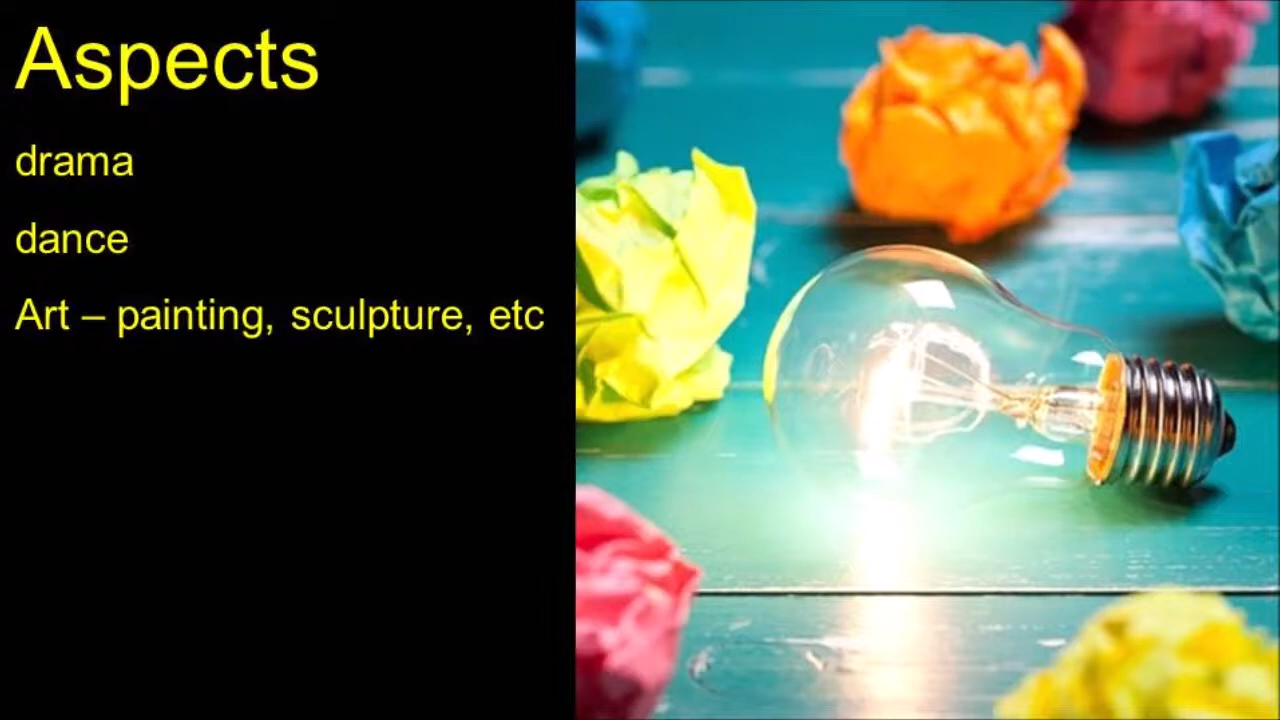 Aspects
drama
dance
Art – painting, sculpture, etc